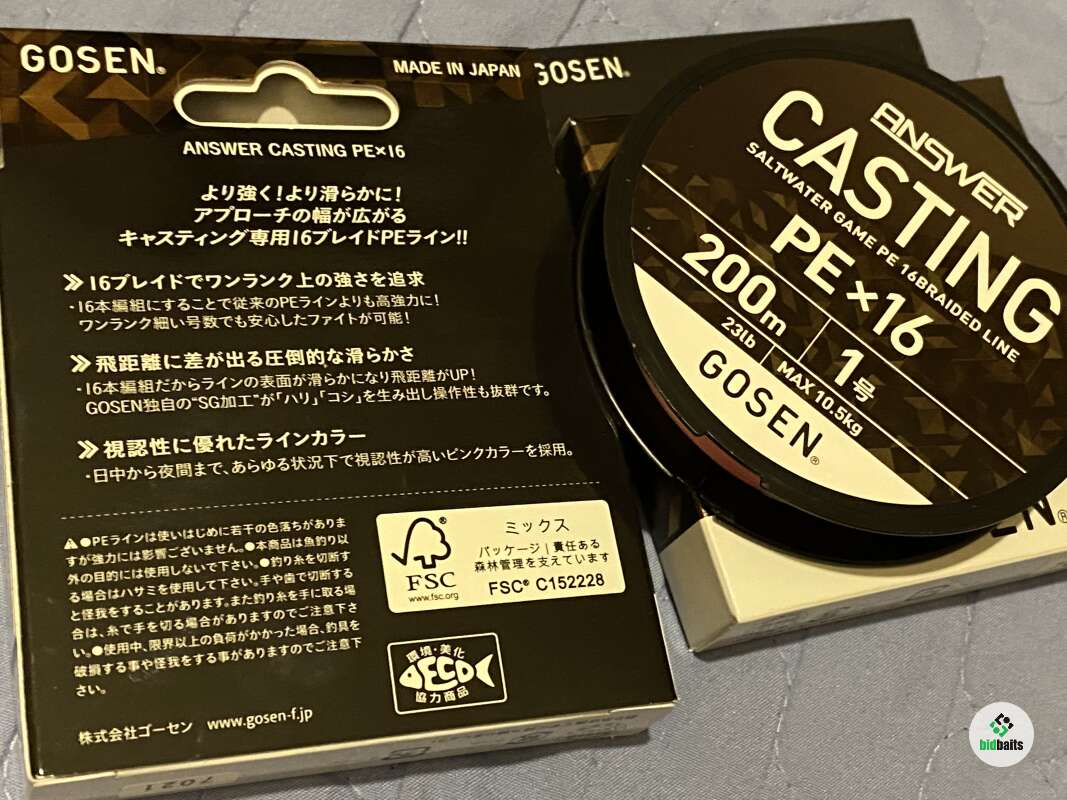 GOSEN®
MADE IN JAPAN
ANSWER CASTING PE×16
より強く!より滑らかに!
アプローチの幅が広がる
キャスティング専用16ブレイドPEライン!!
16ブレイドでワンランク上の強さを追求
・16本編組にすることで従来のPEラインよりも高強力に!
ワンランク細い号数でも安心したファイトが可能!
飛距離に差が出る圧倒的な滑らかさ
・16本編組だからラインの表面が滑らかになり飛距離がUP!
GOSEN独自の“SG加工”が「ハリ」「コシ」を生み出し操作性も抜群です。
視認性に優れたラインカラー
・日中から夜間まで、あらゆる状況下で視認性が高いピンクカラーを採用。
●PEラインは使いはじめに若干の色落ちがありま
すが強力には影響ございません。●本商品は魚釣り以
外の目的には使用しないで下さい。●釣り糸を切断す
る場合はハサミを使用して下さい。手や歯で切断する
と怪我をすることがあります。また釣り糸を手に取る場
合は、糸で手を切る場合がありますのでご注意下さ
い。●使用中、限界以上の負荷がかかった場合、釣具を
破損する事や怪我をする事がありますのでご注意下
さい。
株式会社ゴーセン www.gosen-f.jp
FSC
www.fsc.org
ミックス
パッケージ|責任ある
森林管理を支えています
FSC® C152228
環境・美化
ECO
協力商品
7021
GOSEN®
ANSWER
CASTING
SALTWATER GAME PE 16BRAIDED LINE
PE×16
200m
1号
23lb
MAX 10.5kg
GOSEN®
bidbaits